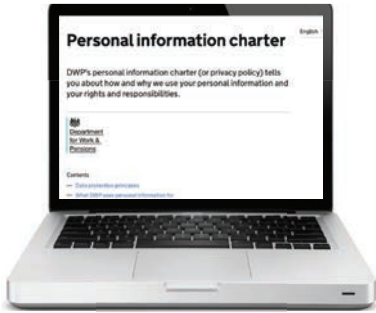 English
Personal information charter
DWP's personal information charter (or privacy policy) tells
you about how and why we use your personal information and
your rights and responsibilities.
Department
for Work &
Pensions
Contents
— Data protection principles
— What DWP uses personal information for